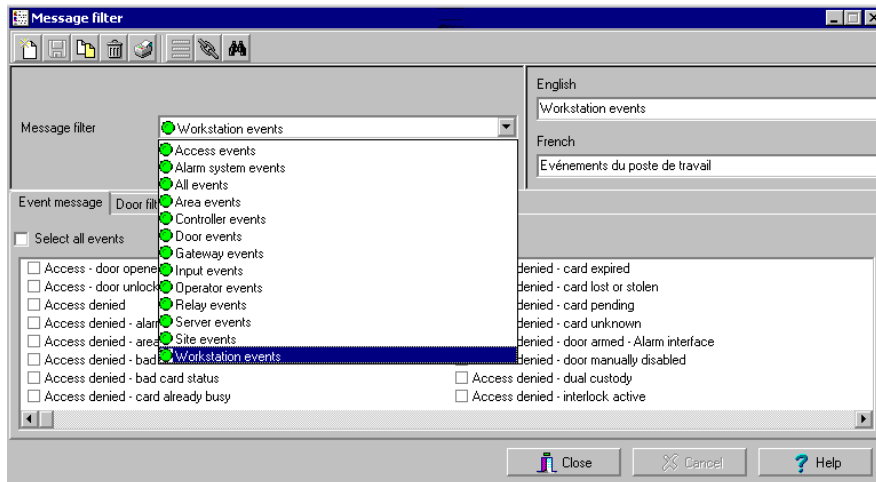 Message filter
English
Workstation events
Message filter
Workstation events
French
Evénements du poste de travail
Access events
Alarm system events
All events
Area events
Controller events
Door events
Gateway events
Input events
Operator events
Relay events
Server events
Site events
Workstation events
Event message
Door filt
Select all events
Access - door opene
Access - door unlock
Access denied
Access denied - alarr
Access denied - area
Access denied - bad
Access denied - bad card status
Access denied - card already busy
denied - card expired
denied - card lost or stolen
denied - card pending
denied - card unknown
denied - door armed - Alarm interface
denied - door manually disabled
Access denied - dual custody
Access denied - interlock active
Close
Cancel
Help